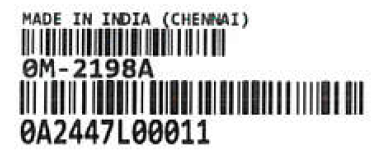 MADE IN INDIA (CHENNAI)
0M-2198A
0A2447L00011